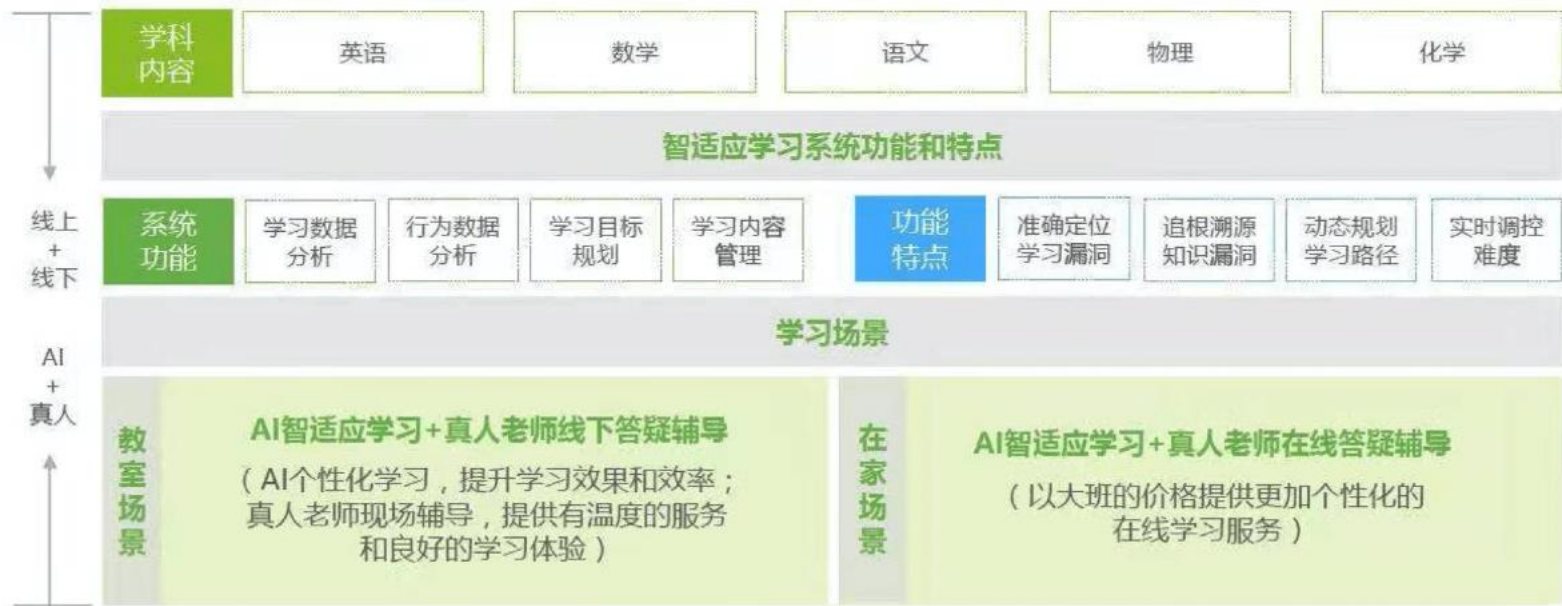 学科
内容
英语
数学
语文
物理
化学
智适应学习系统功能和特点
线上
+
线下
系统
功能
学习数据
分析
行为数据
分析
学习目标
规划
学习内容
管理
功能
特点
准确定位
学习漏洞
追根溯源
知识漏洞
动态规划
学习路径
实时调控
难度
学习场景
AI
+
真人
教
室
场
景
AI智适应学习+真人老师线下答疑辅导
（AI个性化学习，提升学习效果和效率；
真人老师现场辅导，提供有温度的服务
和良好的学习体验）
在
家
场
景
AI智适应学习+真人老师在线答疑辅导
（以大班的价格提供更加个性化的
在线学习服务）